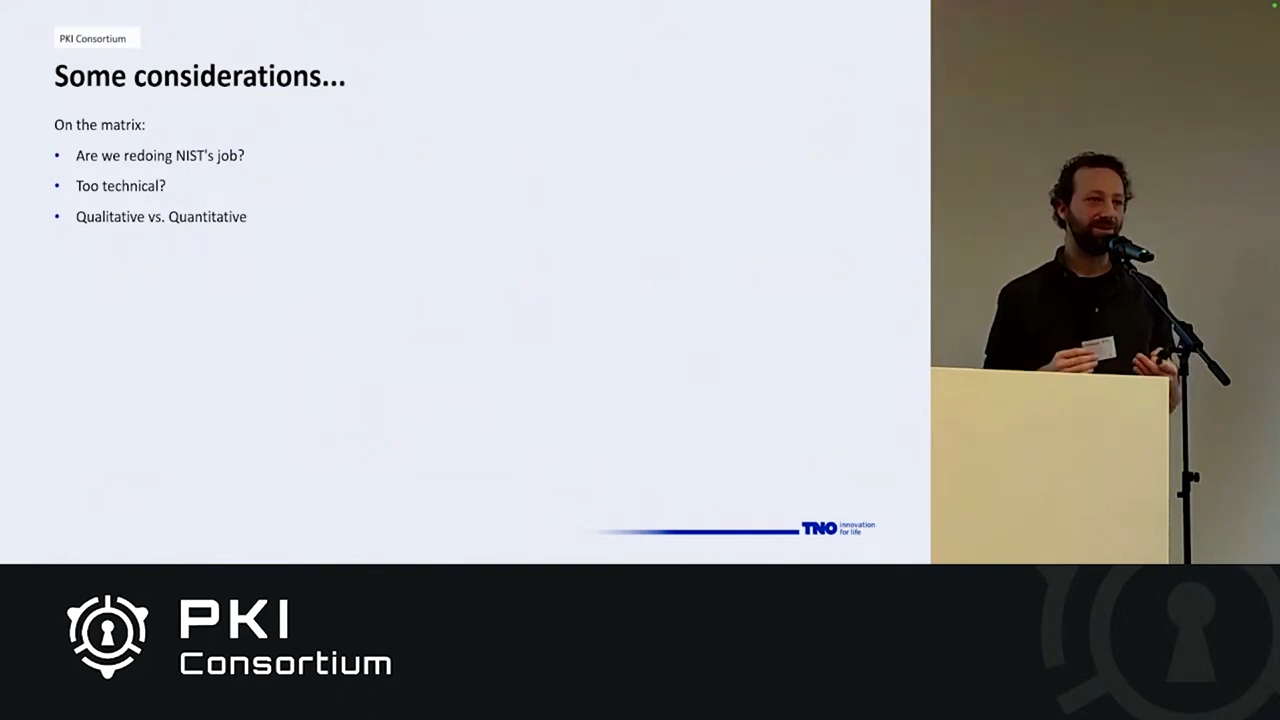 PKI Consortium
Some considerations...
On the matrix:
• Are we redoing NIST's job?
• Too technical?
• Qualitative vs. Quantitative
TNO innovation
for life
PKI
Consortium